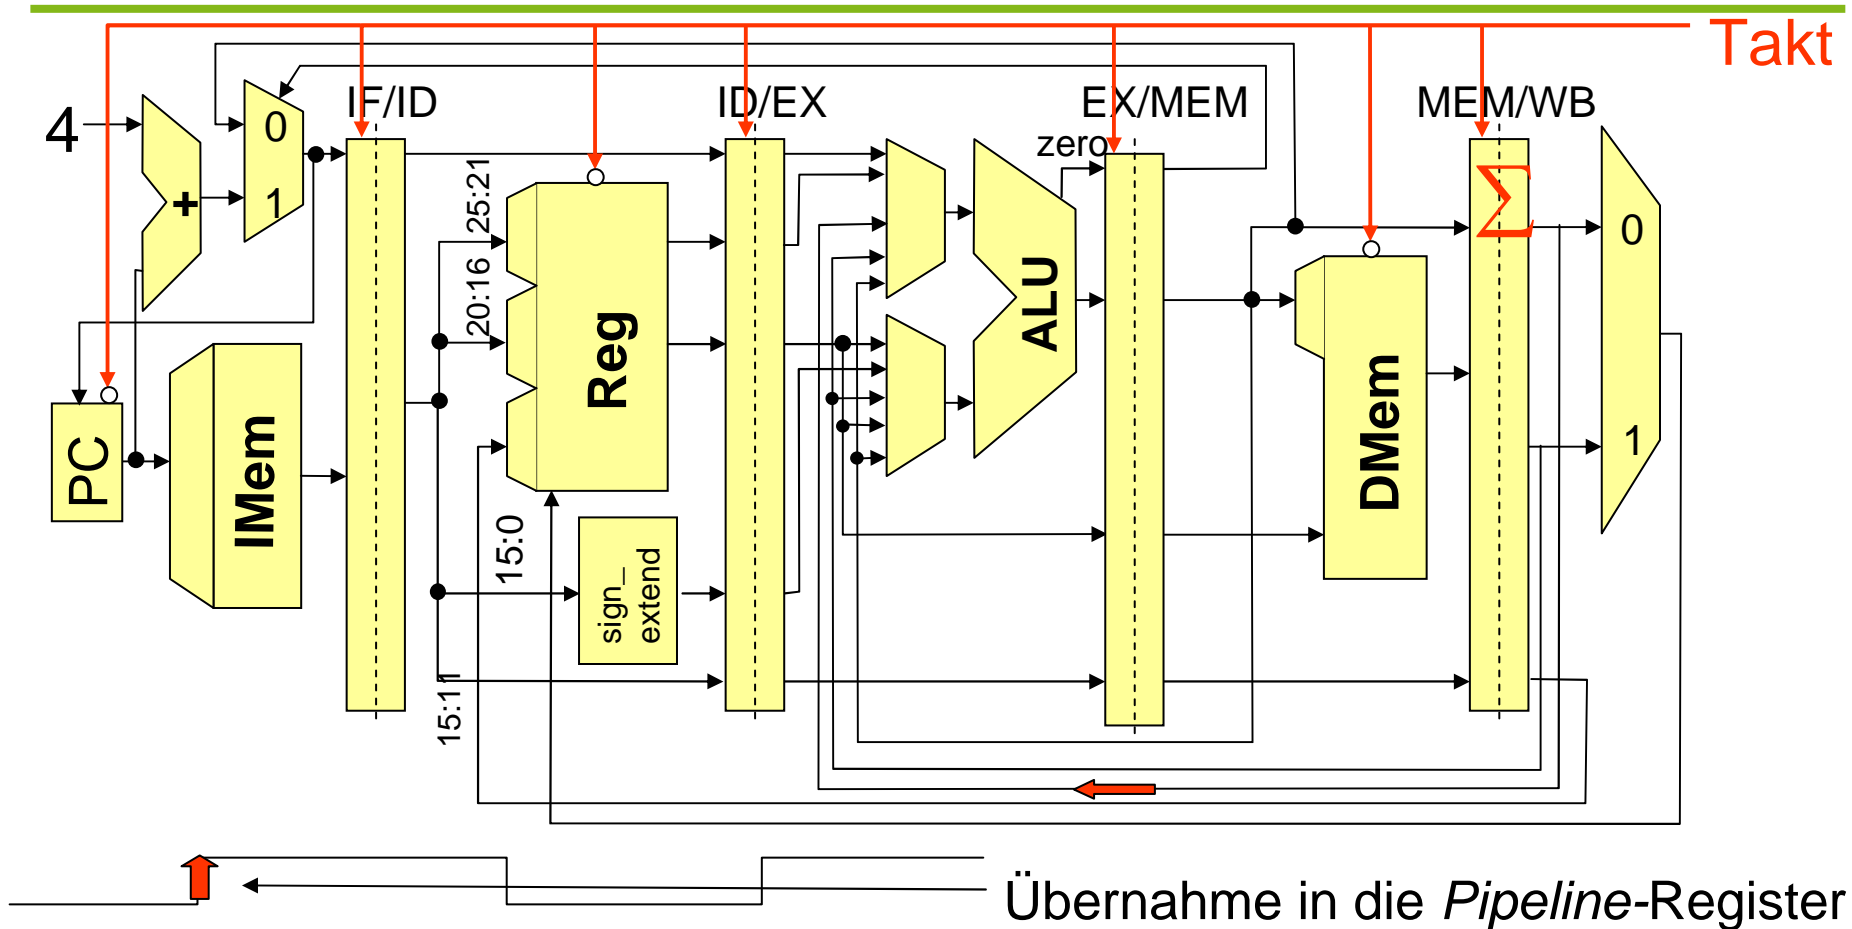 Takt
IF/ID
ID/EX
EX/MEM
MEM/WB
4
0
1
+
zero
25:21
20:16
Reg
ALU
Σ
0
1
PC
IMem
DMem
15:0
sign_
extend
15:11
Übernahme in die Pipeline-Register